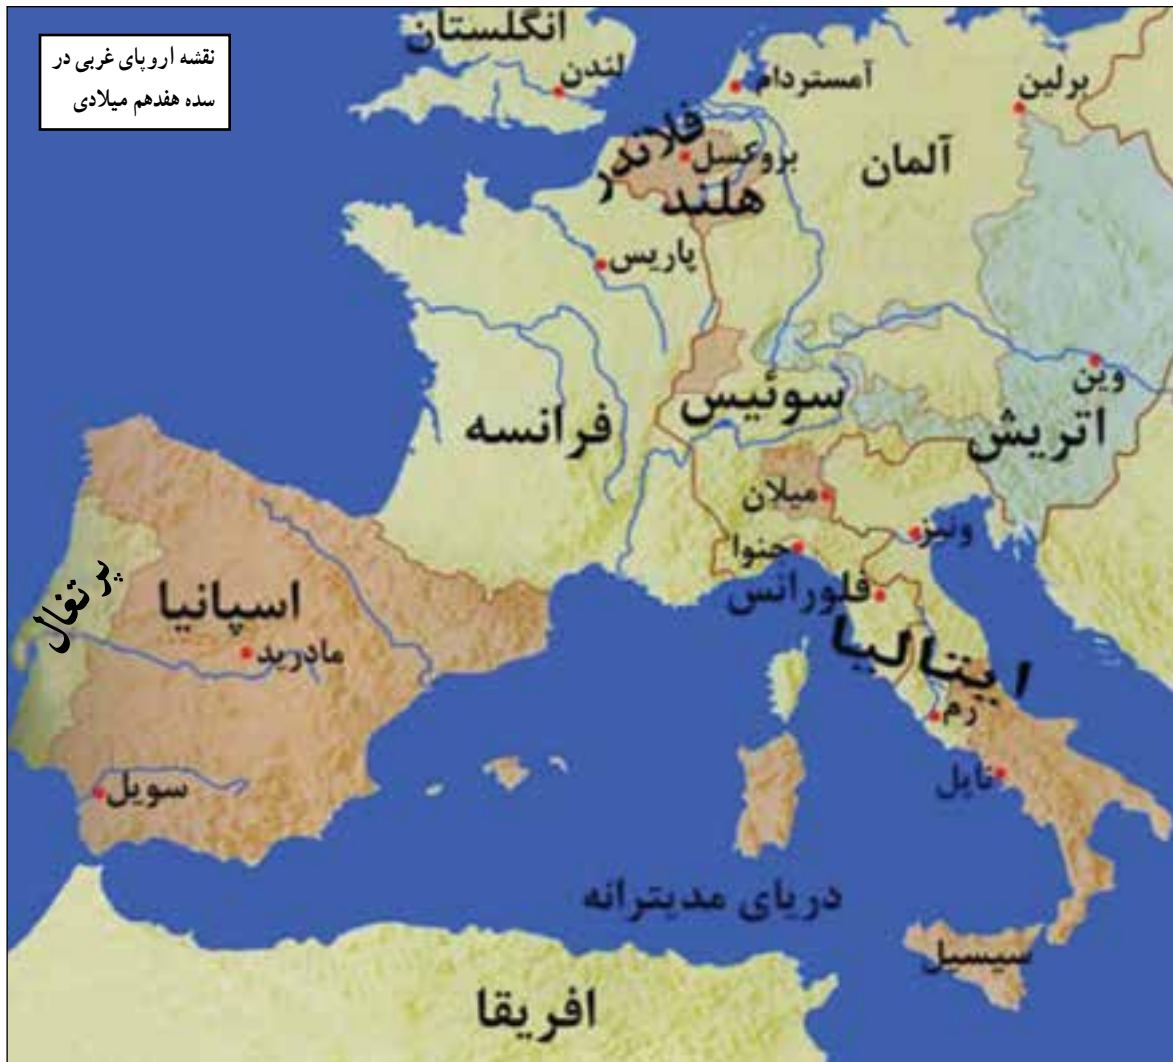 نقشه اروپای غربی در
سده هفدهم میلادی
انگلستان
لندن
آمستردام
برلین
فلاندر
بروکسل
هلند
آلمان
پاریس
وین
سوئیس
فرانسه
اتریش
میلان
ونیز
جنوا
فلورانس
ایتالیا
پرتغال
اسپانیا
مادرید
رم
ناپل
سویل
دریای مدیترانه
سیسیل
افریقا